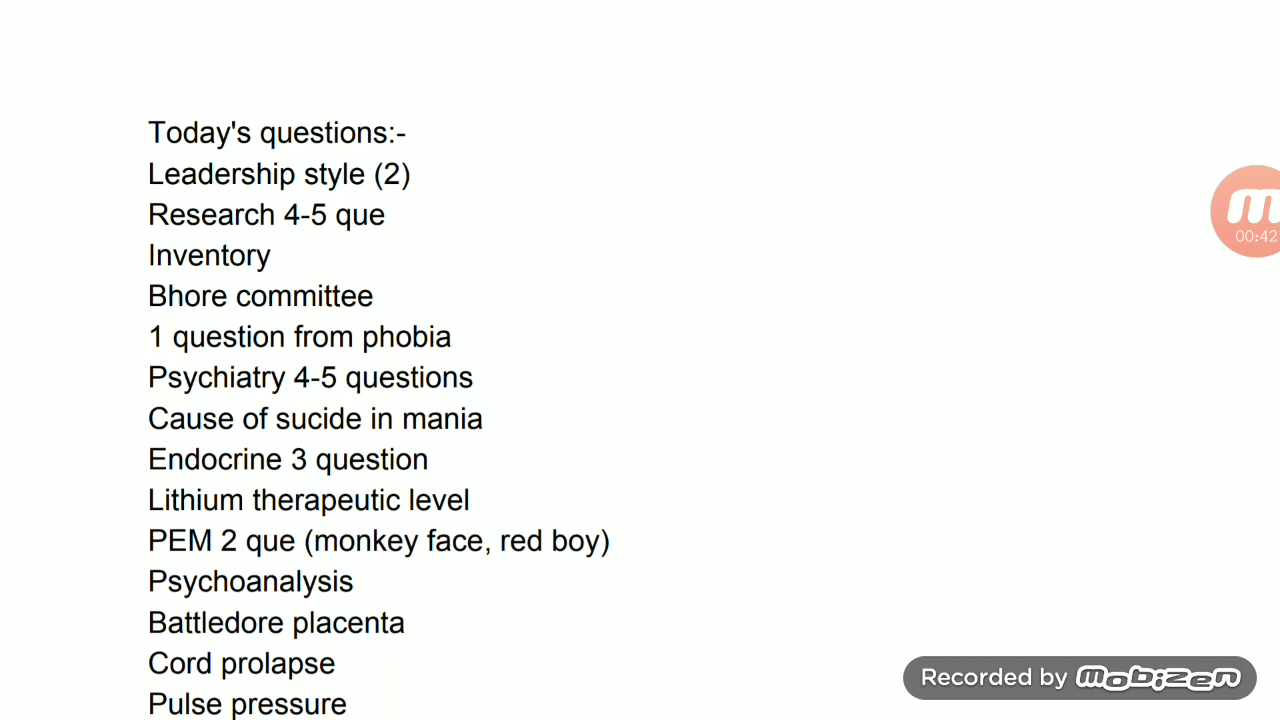 Today's questions:-
Leadership style (2)
Research 4-5 que
Inventory
Bhore committee
1 question from phobia
Psychiatry 4-5 questions
Cause of sucide in mania
Endocrine 3 question
Lithium therapeutic level
PEM 2 que (monkey face, red boy)
Psychoanalysis
Battledore placenta
Cord prolapse
Pulse pressure
m
00:42
Recorded by mobizen